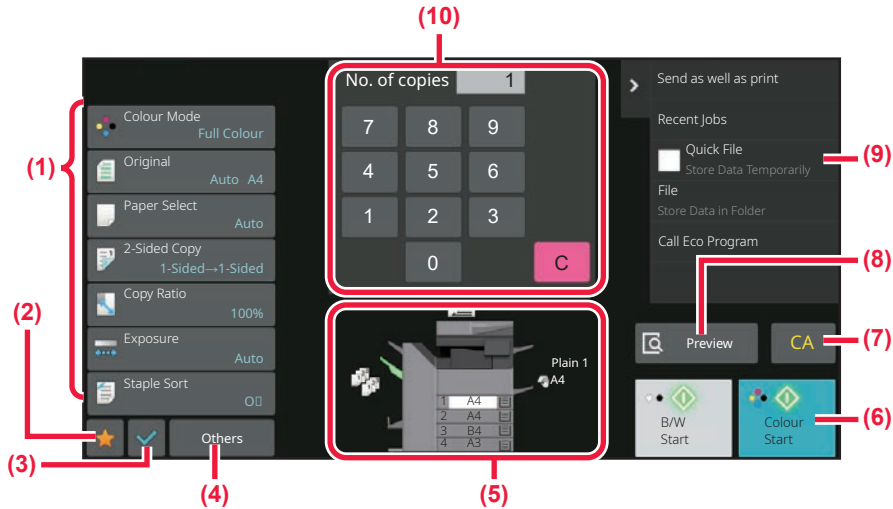 (10)
No. of copies 1
7 8 9
4 5 6
1 2 3
0 C
(1)
Colour Mode
Full Colour
Original
Auto A4
Paper Select
Auto
2-Sided Copy
1-Sided→1-Sided
Copy Ratio
100%
Exposure
Auto
Staple Sort
(2)
(3)
Others
(4)
Plain 1
A4
1 A4
2 A4
3 B4
4 A3
(5)
Send as well as print
Recent Jobs
Quick File
Store Data Temporarily
File
Store Data in Folder
Call Eco Program
(9)
(8)
Preview
CA
(7)
B/W
Start
Colour
Start
(6)